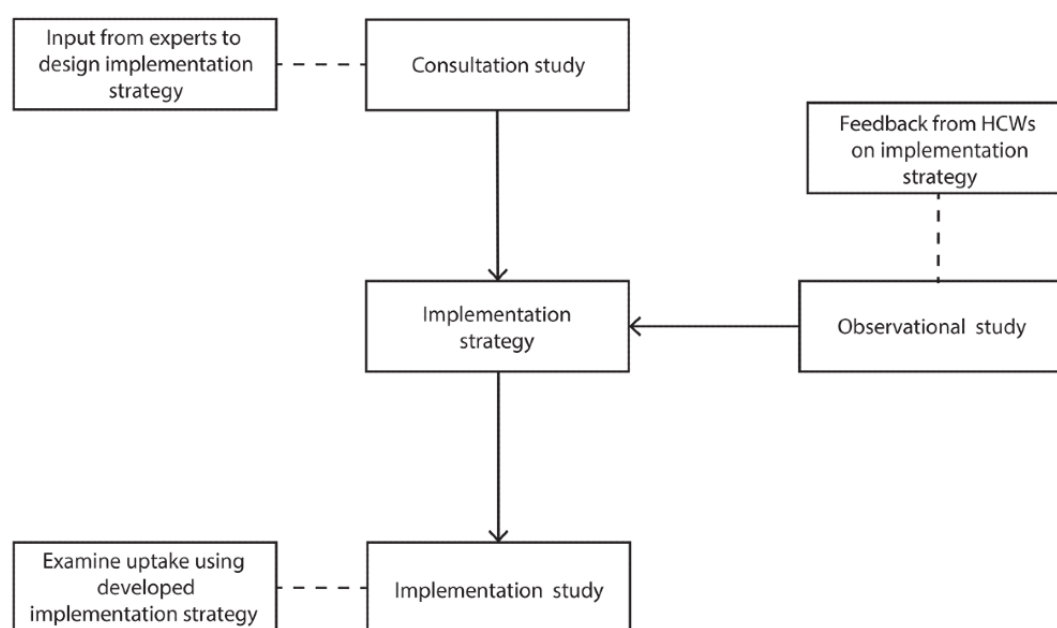 Input from experts to
design implementation
strategy
Consultation study
Feedback from HCWs
on implementation
strategy
Implementation
strategy
Observational study
Examine uptake using
developed
implementation strategy
Implementation study